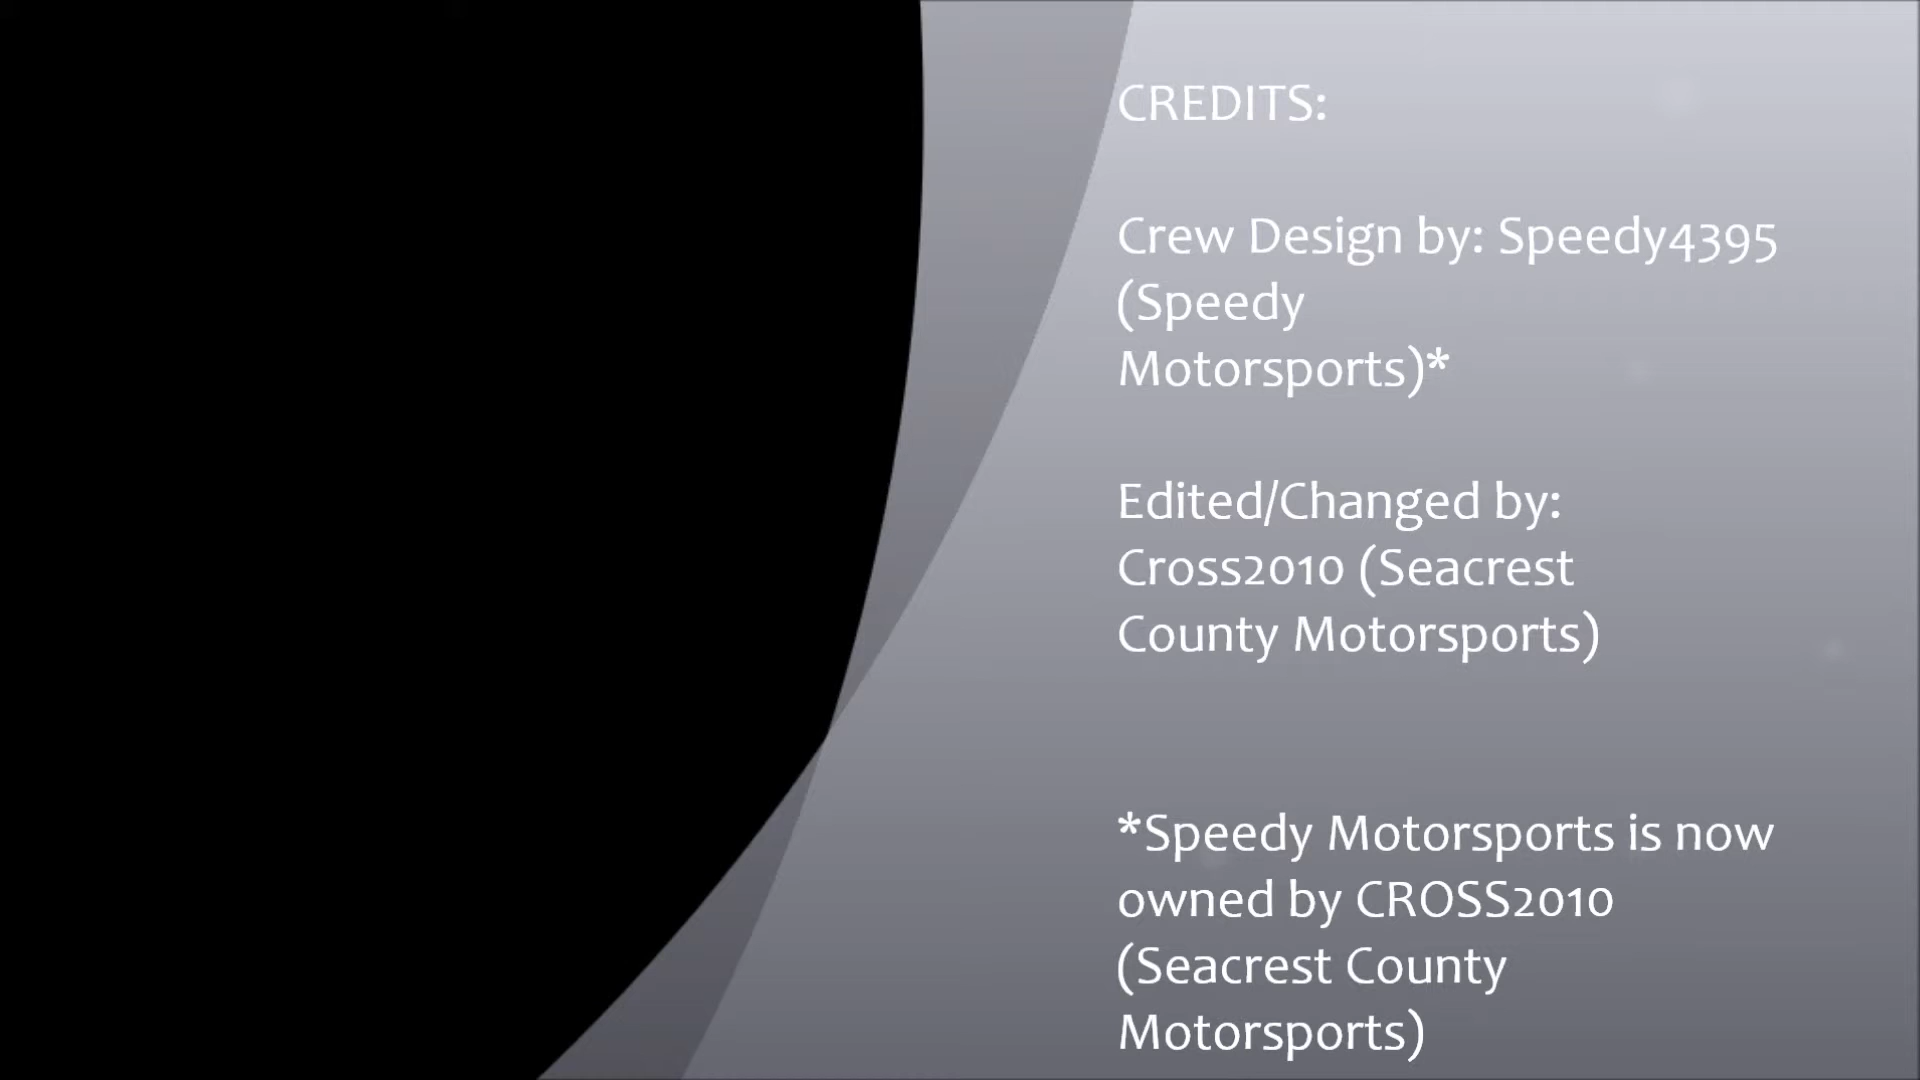 CREDITS:
Crew Design by: Speedy4395
(Speedy
Motorsports)*
Edited/Changed by:
Cross2010 (Seacrest
County Motorsports)
*Speedy Motorsports is now
owned by CROSS2010
(Seacrest County
Motorsports)